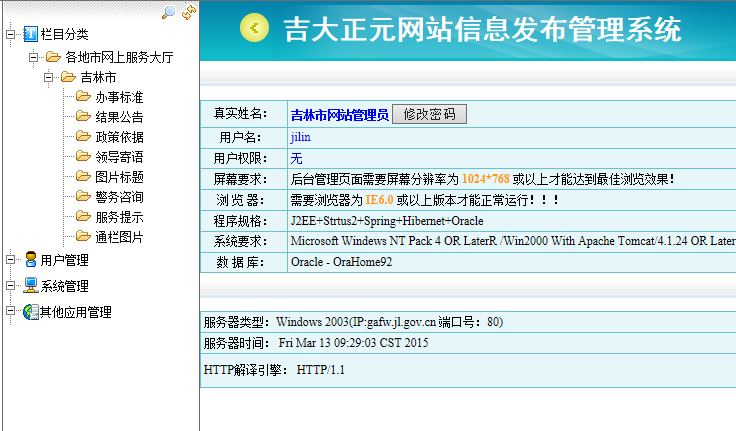 栏目分类
各地市网上服务大厅
吉林市
办事标准
结果公告
政策依据
领导寄语
图片标题
警务咨询
服务提示
通栏图片
用户管理
系统管理
其他应用管理
吉大正元网站信息发布管理系统
真实姓名： 吉林市网站管理员 修改密码
用户名： jilin
用户权限： 无
屏幕要求： 后台管理页面需要屏幕分辨率为 1024*768 或以上才能达到最佳浏览效果！
浏 览 器： 需要浏览器为 IE6.0 或以上版本才能正常运行！！！
程序规格： J2EE+Strtus2+Spring+Hibernet+Oracle
系统要求： Microsoft Windows NT Pack 4 OR LaterR /Win2000 With Apache Tomcat/4.1.24 OR Later
数 据 库： Oracle - OraHome92
服务器类型： Windows 2003(IP:gafw.jl.gov.cn 端口号：80)
服务器时间： Fri Mar 13 09:29:03 CST 2015
HTTP解译引擎： HTTP/1.1